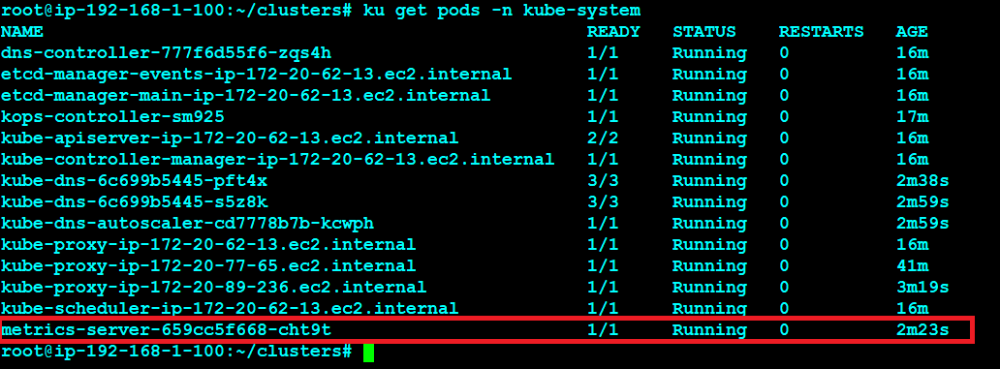 root@ip-192-168-1-100:~/clusters# ku get pods -n kube-system
NAME READY STATUS RESTARTS AGE
dns-controller-777f6d55f6-zqs4h 1/1 Running 0 16m
etcd-manager-events-ip-172-20-62-13.ec2.internal 1/1 Running 0 16m
etcd-manager-main-ip-172-20-62-13.ec2.internal 1/1 Running 0 16m
kops-controller-sm925 1/1 Running 0 17m
kube-apiserver-ip-172-20-62-13.ec2.internal 2/2 Running 0 16m
kube-controller-manager-ip-172-20-62-13.ec2.internal 1/1 Running 0 16m
kube-dns-6c699b5445-pft4x 3/3 Running 0 2m38s
kube-dns-6c699b5445-s5z8k 3/3 Running 0 2m59s
kube-dns-autoscaler-cd7778b7b-kcwph 1/1 Running 0 2m59s
kube-proxy-ip-172-20-62-13.ec2.internal 1/1 Running 0 16m
kube-proxy-ip-172-20-77-65.ec2.internal 1/1 Running 0 41m
kube-proxy-ip-172-20-89-236.ec2.internal 1/1 Running 0 3m19s
kube-scheduler-ip-172-20-62-13.ec2.internal 1/1 Running 0 16m
metrics-server-659cc5f668-cht9t 1/1 Running 0 2m23s
root@ip-192-168-1-100:~/clusters#